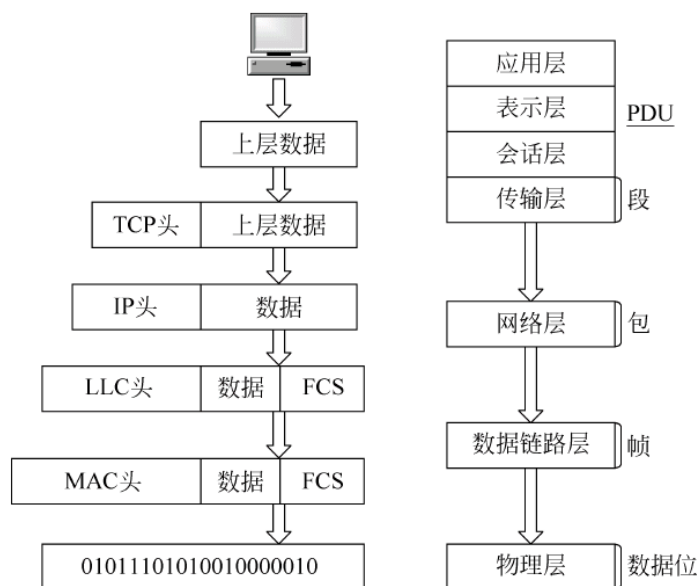 应用层
表示层
PDU
会话层
传输层
段
上层数据
TCP头
上层数据
IP头
数据
网络层
包
LLC头
数据
FCS
数据链路层
帧
MAC头
数据
FCS
01011101010010000010
物理层
数据位